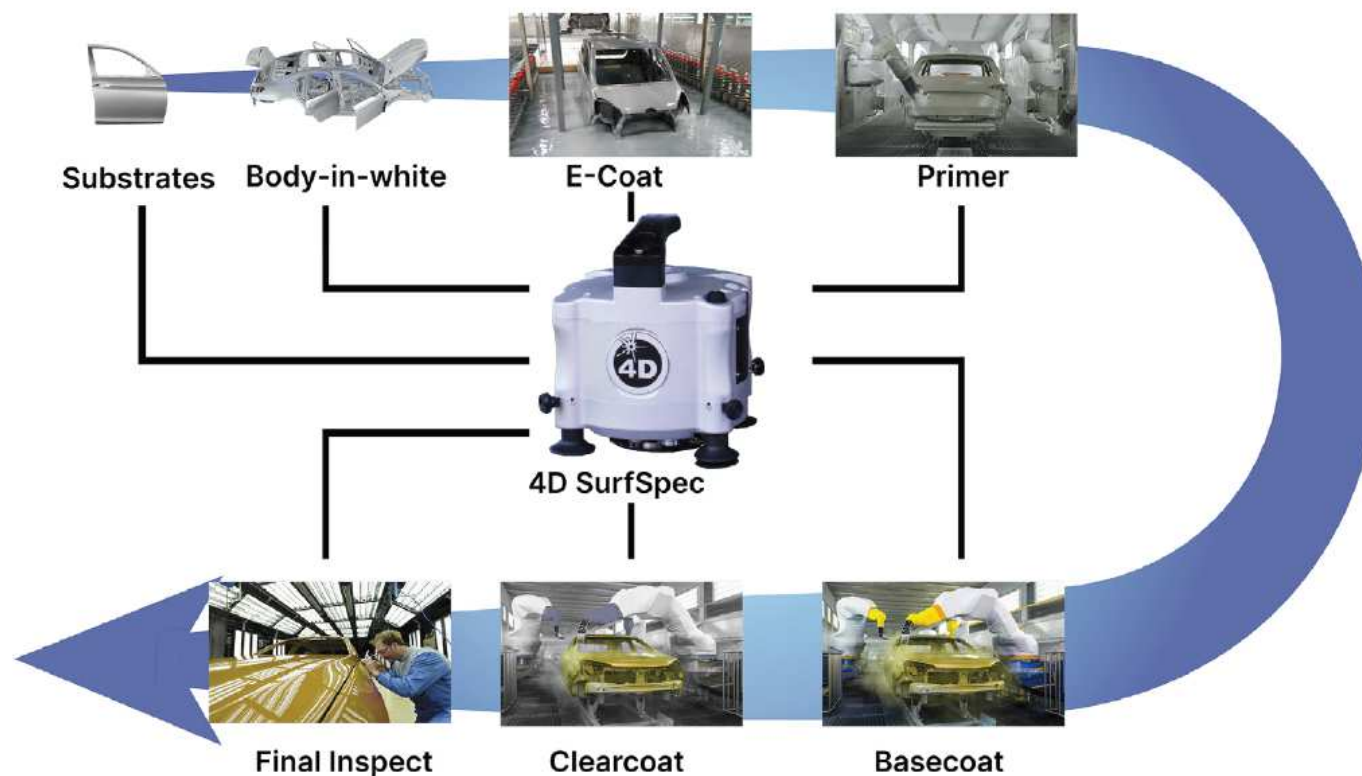 Substrates
Body-in-white
E-Coat
Primer
4D
4D SurfSpec
Final Inspect
Clearcoat
Basecoat